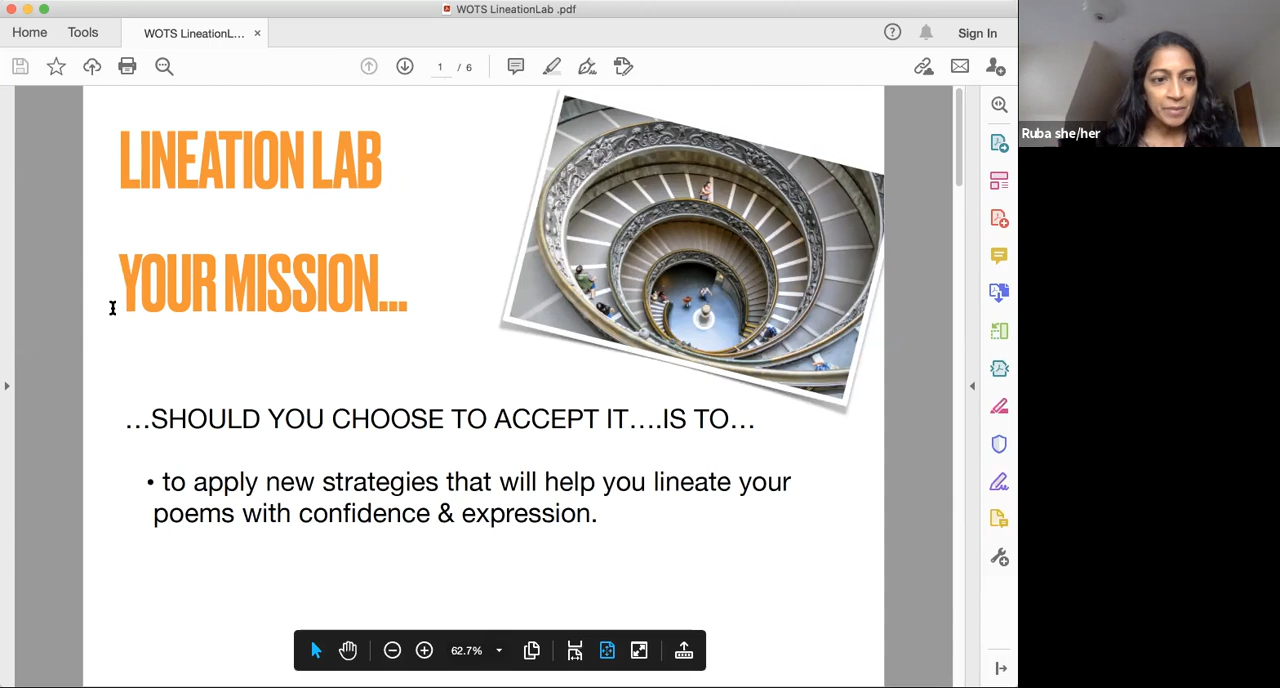 WOTS LineationLab .pdf
Home
Tools
WOTS LineationL...
×
Sign In
1 / 6
LINEATION LAB
YOUR MISSION...
...SHOULD YOU CHOOSE TO ACCEPT IT....IS TO...
• to apply new strategies that will help you lineate your
poems with confidence & expression.
62.7%
Ruba she/her